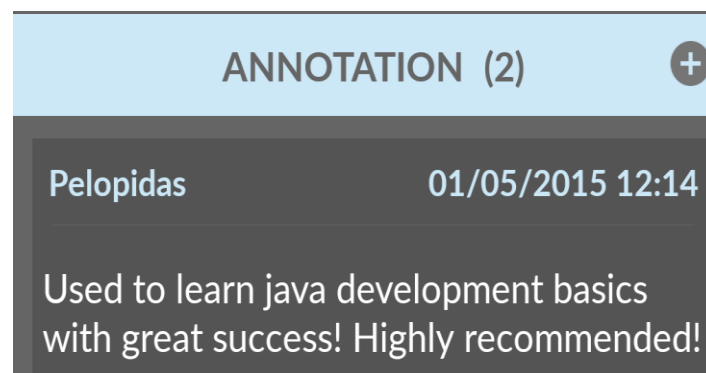 ANNOTATION (2)
Pelopidas 01/05/2015 12:14
Used to learn java development basics
with great success! Highly recommended!